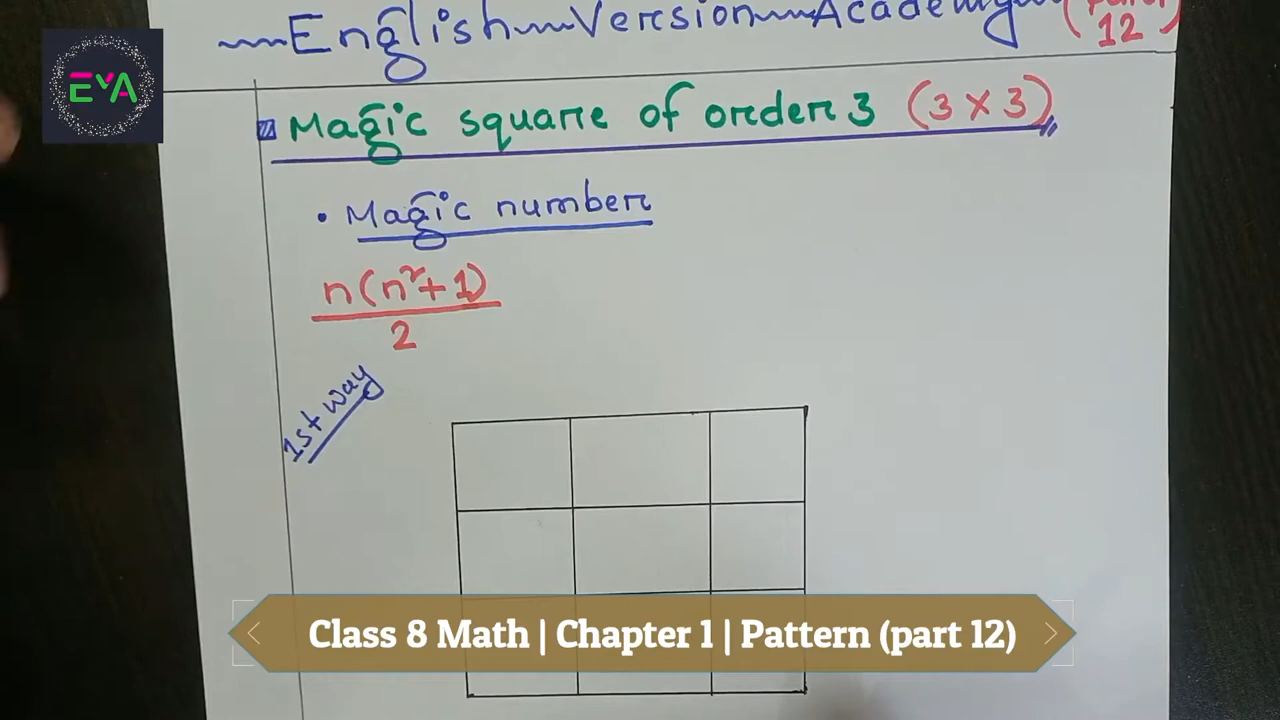 ~~English~~Version~~Academy~~ (
12)
EVA
Magic square of order 3 (3 × 3)
• Magic number
n(n²+1)
2
1st way
Class 8 Math | Chapter 1 | Pattern (part 12)